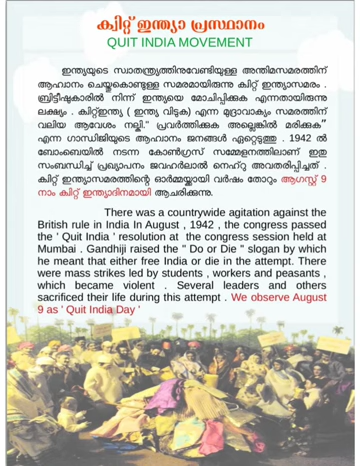 ക്വിറ്റ് ഇന്ത്യാ പ്രസ്ഥാനം
QUIT INDIA MOVEMENT
ഇന്ത്യയുടെ സ്വാതന്ത്ര്യത്തിനുവേണ്ടിയുള്ള അന്തിമസമരത്തിന്
ആഹ്വാനം ചെയ്തുകൊണ്ടുള്ള സമരമായിരുന്നു ക്വിറ്റ് ഇന്ത്യാസമരം .
ബ്രിട്ടീഷുകാരിൽ നിന്ന് ഇന്ത്യയെ മോചിപ്പിക്കുക എന്നതായിരുന്നു
ലക്ഷ്യം . ക്വിറ്റ്ഇന്ത്യ ( ഇന്ത്യ വിടുക) എന്ന മുദ്രാവാക്യം സമരത്തിന്
വലിയ ആവേശം നല്കി." പ്രവർത്തിക്കുക അല്ലെങ്കിൽ മരിക്കുക"
എന്ന ഗാന്ധിജിയുടെ ആഹ്വാനം ജനങ്ങൾ ഏറ്റെടുത്തു . 1942 ൽ
ബോംബെയിൽ നടന്ന കോൺഗ്രസ് സമ്മേളനത്തിലാണ് ഇതു
സംബന്ധിച്ച് പ്രഖ്യാപനം ജവഹർലാൽ നെഹ്റു അവതരിപ്പിച്ചത് .
ക്വിറ്റ് ഇന്ത്യാസമരത്തിന്റെ ഓർമ്മയ്ക്കായി വർഷം തോറും ആഗസ്റ്റ് 9
നാം ക്വിറ്റ് ഇന്ത്യാദിനമായി ആചരിക്കുന്നു.
There was a countrywide agitation against the
British rule in India In August , 1942 , the congress passed
the ' Quit India ' resolution at the congress session held at
Mumbai . Gandhiji raised the " Do or Die " slogan by which
he meant that either free India or die in the attempt. There
were mass strikes led by students , workers and peasants ,
which became violent . Several leaders and others
sacrificed their life during this attempt . We observe August
9 as ' Quit India Day '